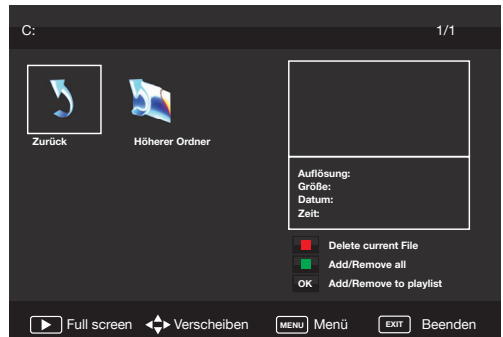 C: 1/1
Zurück Höherer Ordner
Auflösung:
Größe:
Datum:
Zeit:
Delete current File
Add/Remove all
OK Add/Remove to playlist
Full screen Verscheiben MENU Menü EXIT Beenden